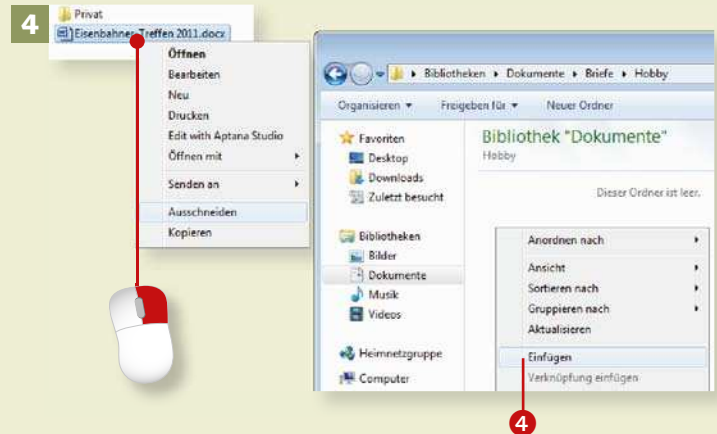 4
Privat
Eisenbahner-Treffen 2011.docx
Öffnen
Bearbeiten
Neu
Drucken
Edit with Aptana Studio
Öffnen mit
Senden an
Ausschneiden
Kopieren
Bibliotheken Dokumente Briefe Hobby
Organisieren Freigeben für Neuer Ordner
Favoriten
Desktop
Downloads
Zuletzt besucht
Bibliotheken
Bilder
Dokumente
Musik
Videos
Heimnetzgruppe
Computer
Bibliothek "Dokumente"
Hobby
Dieser Ordner ist leer.
Anordnen nach
Ansicht
Sortieren nach
Gruppieren nach
Aktualisieren
Einfügen
Verknüpfung einfügen
4